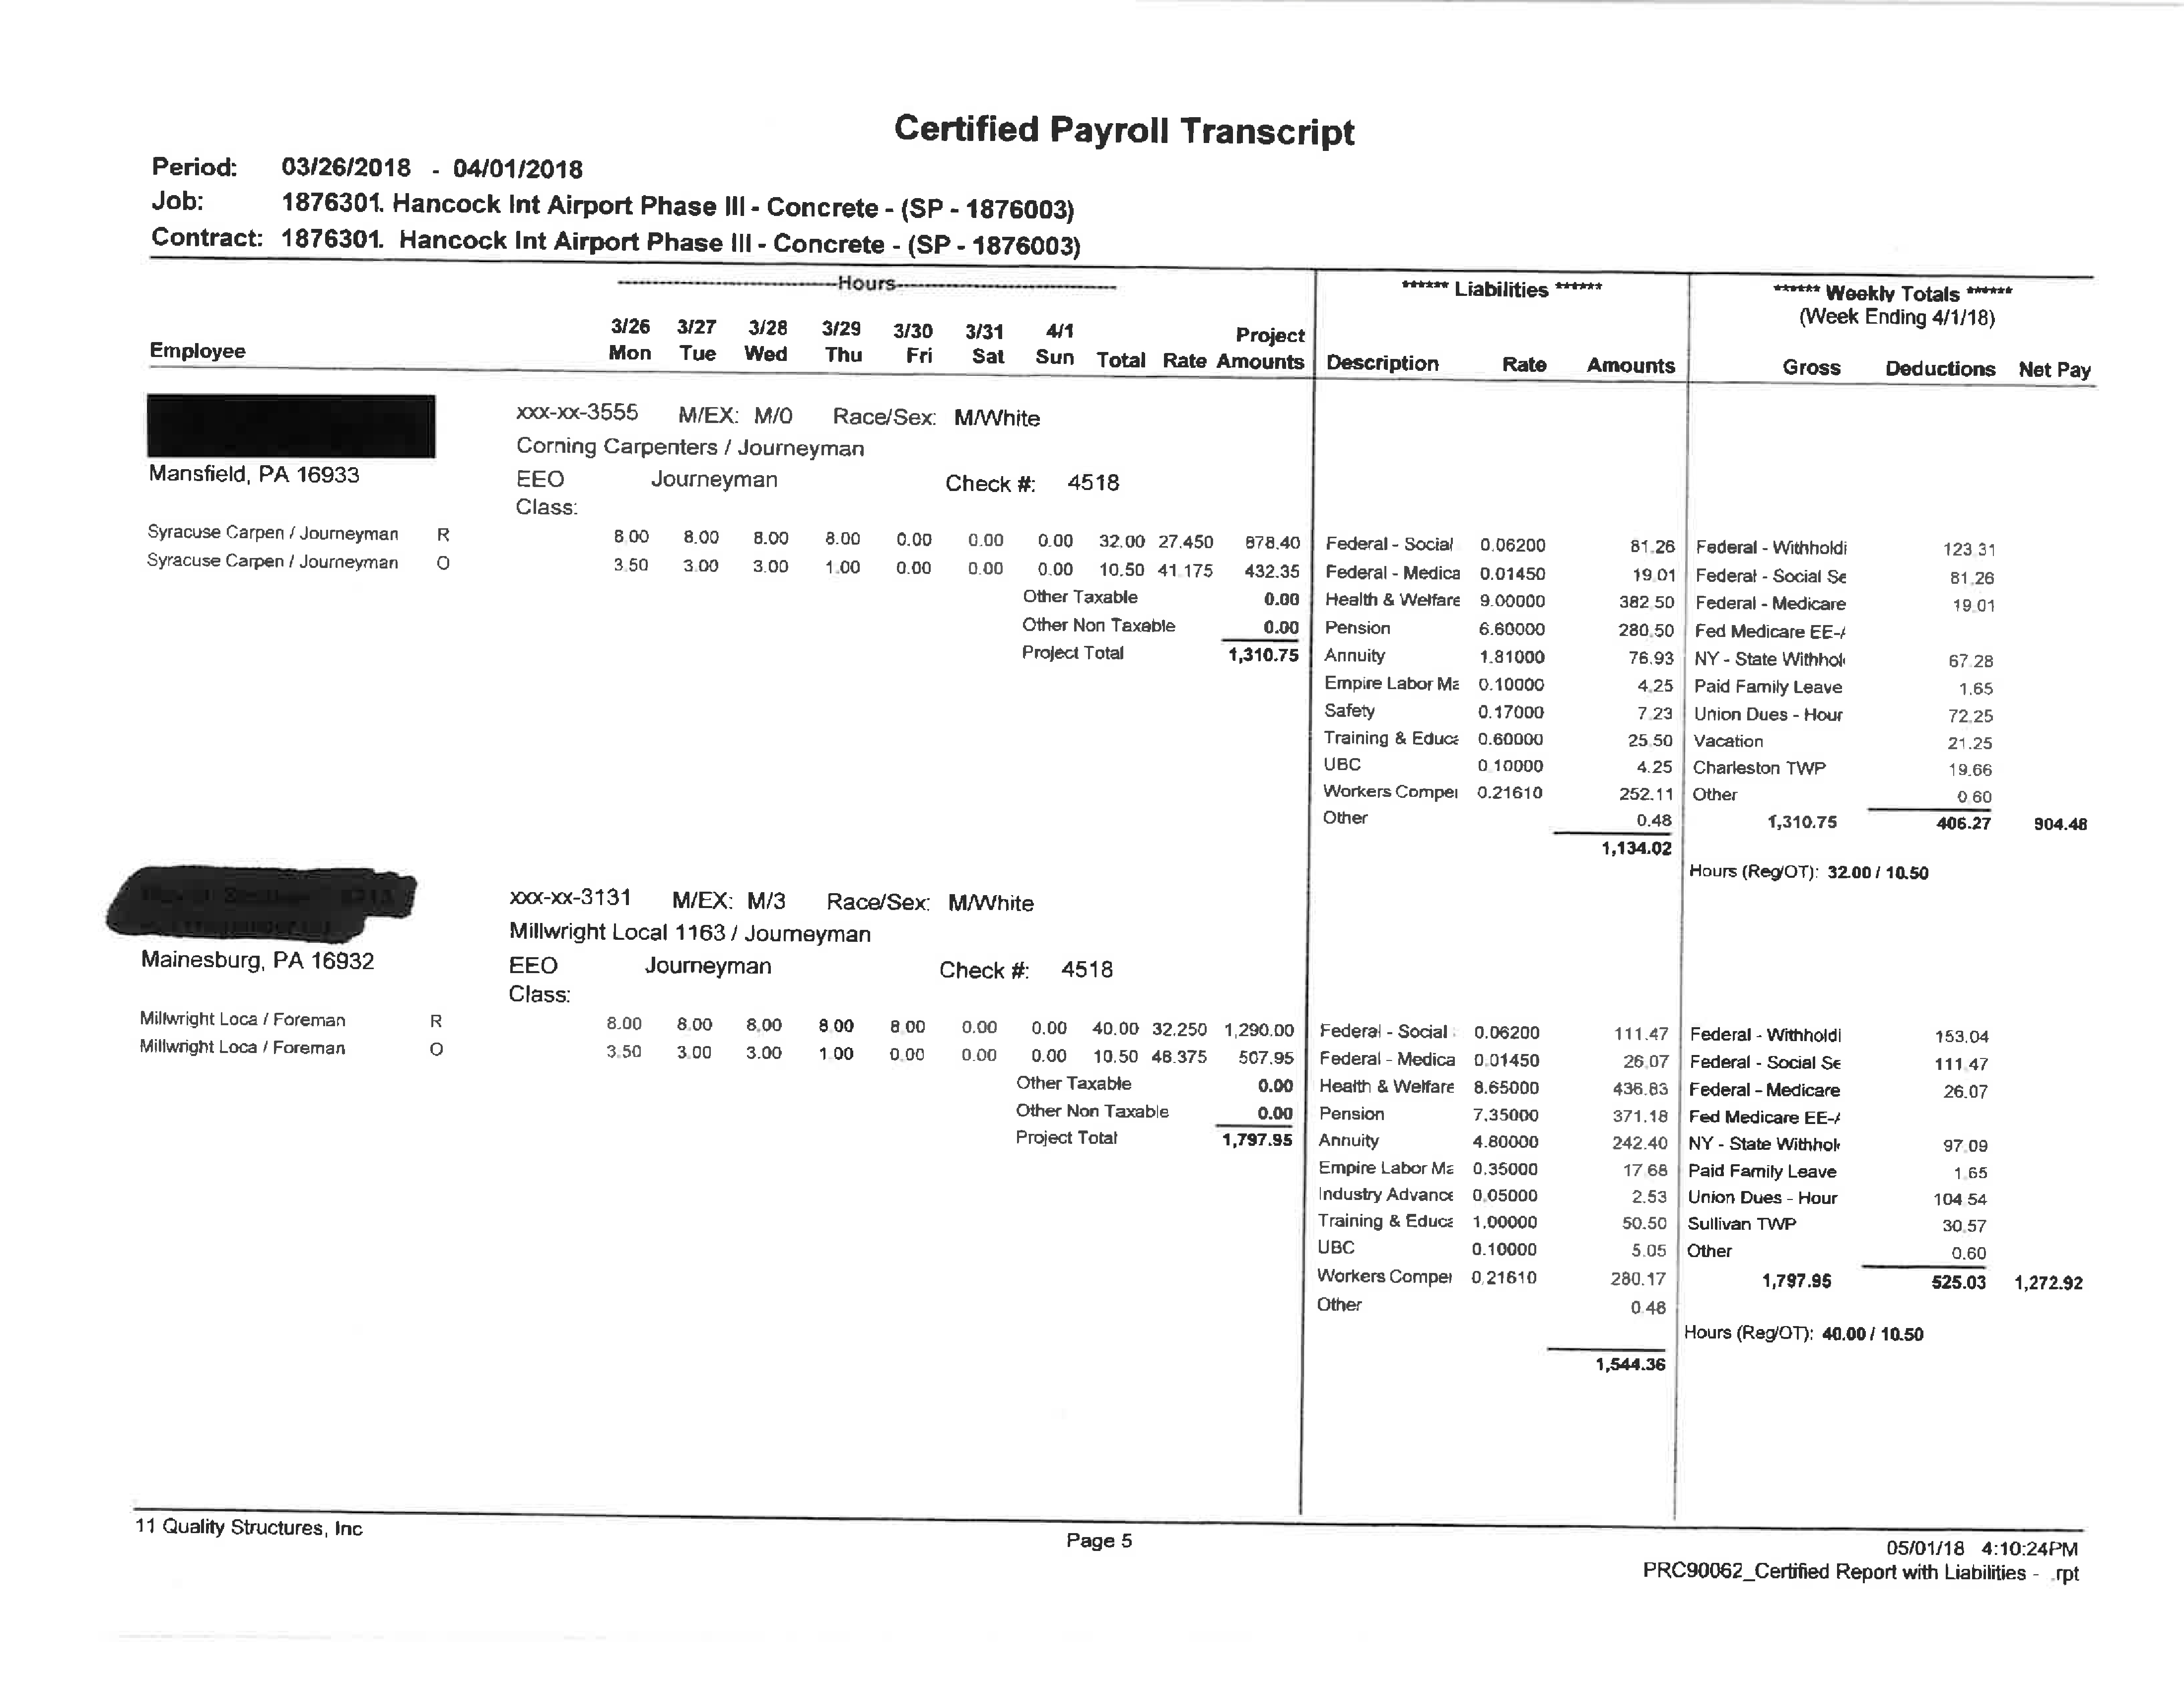 Certified Payroll Transcript
Period: 03/26/2018 - 04/01/2018
Job: 1876301. Hancock Int Airport Phase III - Concrete - (SP - 1876003)
Contract: 1876301. Hancock Int Airport Phase III - Concrete - (SP - 1876003)
Hours ****** Liabilities ****** ****** Weekly Totals ******
(Week Ending 4/1/18)
3/26 3/27 3/28 3/29 3/30 3/31 4/1 Project
Employee Mon Tue Wed Thu Fri Sat Sun Total Rate Amounts Description Rate Amounts Gross Deductions Net Pay
xxx-xx-3555 M/EX: M/0 Race/Sex: M/White
Corning Carpenters / Journeyman
Mansfield, PA 16933 EEO Journeyman Check #: 4518
Class:
Syracuse Carpen / Journeyman R 8.00 8.00 8.00 8.00 0.00 0.00 0.00 32.00 27.450 878.40 Federal - Social 0.06200 81.26 Federal - Withholdi 123.31
Syracuse Carpen / Journeyman O 3.50 3.00 3.00 1.00 0.00 0.00 0.00 10.50 41.175 432.35 Federal - Medica 0.01450 19.01 Federal - Social Se 81.26
Other Taxable 0.00 Health & Welfare 9.00000 382.50 Federal - Medicare 19.01
Other Non Taxable 0.00 Pension 6.60000 280.50 Fed Medicare EE-/
Project Total 1,310.75 Annuity 1.81000 76.93 NY - State Withhol 67.28
Empire Labor Ma 0.10000 4.25 Paid Family Leave 1.65
Safety 0.17000 7.23 Union Dues - Hour 72.25
Training & Educa 0.60000 25.50 Vacation 21.25
UBC 0.10000 4.25 Charleston TWP 19.66
Workers Compe 0.21610 252.11 Other 0.60
Other 0.48 1,310.75 406.27 904.48
1,134.02
Hours (Reg/OT): 32.00 / 10.50
xxx-xx-3131 M/EX: M/3 Race/Sex: M/White
Millwright Local 1163 / Journeyman
Mainesburg, PA 16932 EEO Journeyman Check #: 4518
Class:
Millwright Loca / Foreman R 8.00 8.00 8.00 8.00 8.00 0.00 0.00 40.00 32.250 1,290.00 Federal - Social 0.06200 111.47 Federal - Withholdi 153.04
Millwright Loca / Foreman O 3.50 3.00 3.00 1.00 0.00 0.00 0.00 10.50 48.375 507.95 Federal - Medica 0.01450 26.07 Federal - Social Se 111.47
Other Taxable 0.00 Health & Welfare 8.65000 436.83 Federal - Medicare 26.07
Other Non Taxable 0.00 Pension 7.35000 371.18 Fed Medicare EE-/
Project Total 1,797.95 Annuity 4.80000 242.40 NY - State Withhol 97.09
Empire Labor Ma 0.35000 17.68 Paid Family Leave 1.65
Industry Advance 0.05000 2.53 Union Dues - Hour 104.54
Training & Educa 1.00000 50.50 Sullivan TWP 30.57
UBC 0.10000 5.05 Other 0.60
Workers Compe 0.21610 280.17 1,797.95 525.03 1,272.92
Other 0.48
Hours (Reg/OT): 40.00 / 10.50
1,544.36
11 Quality Structures, Inc Page 5 05/01/18 4:10:24PM
PRC90062_Certified Report with Liabilities - .rpt